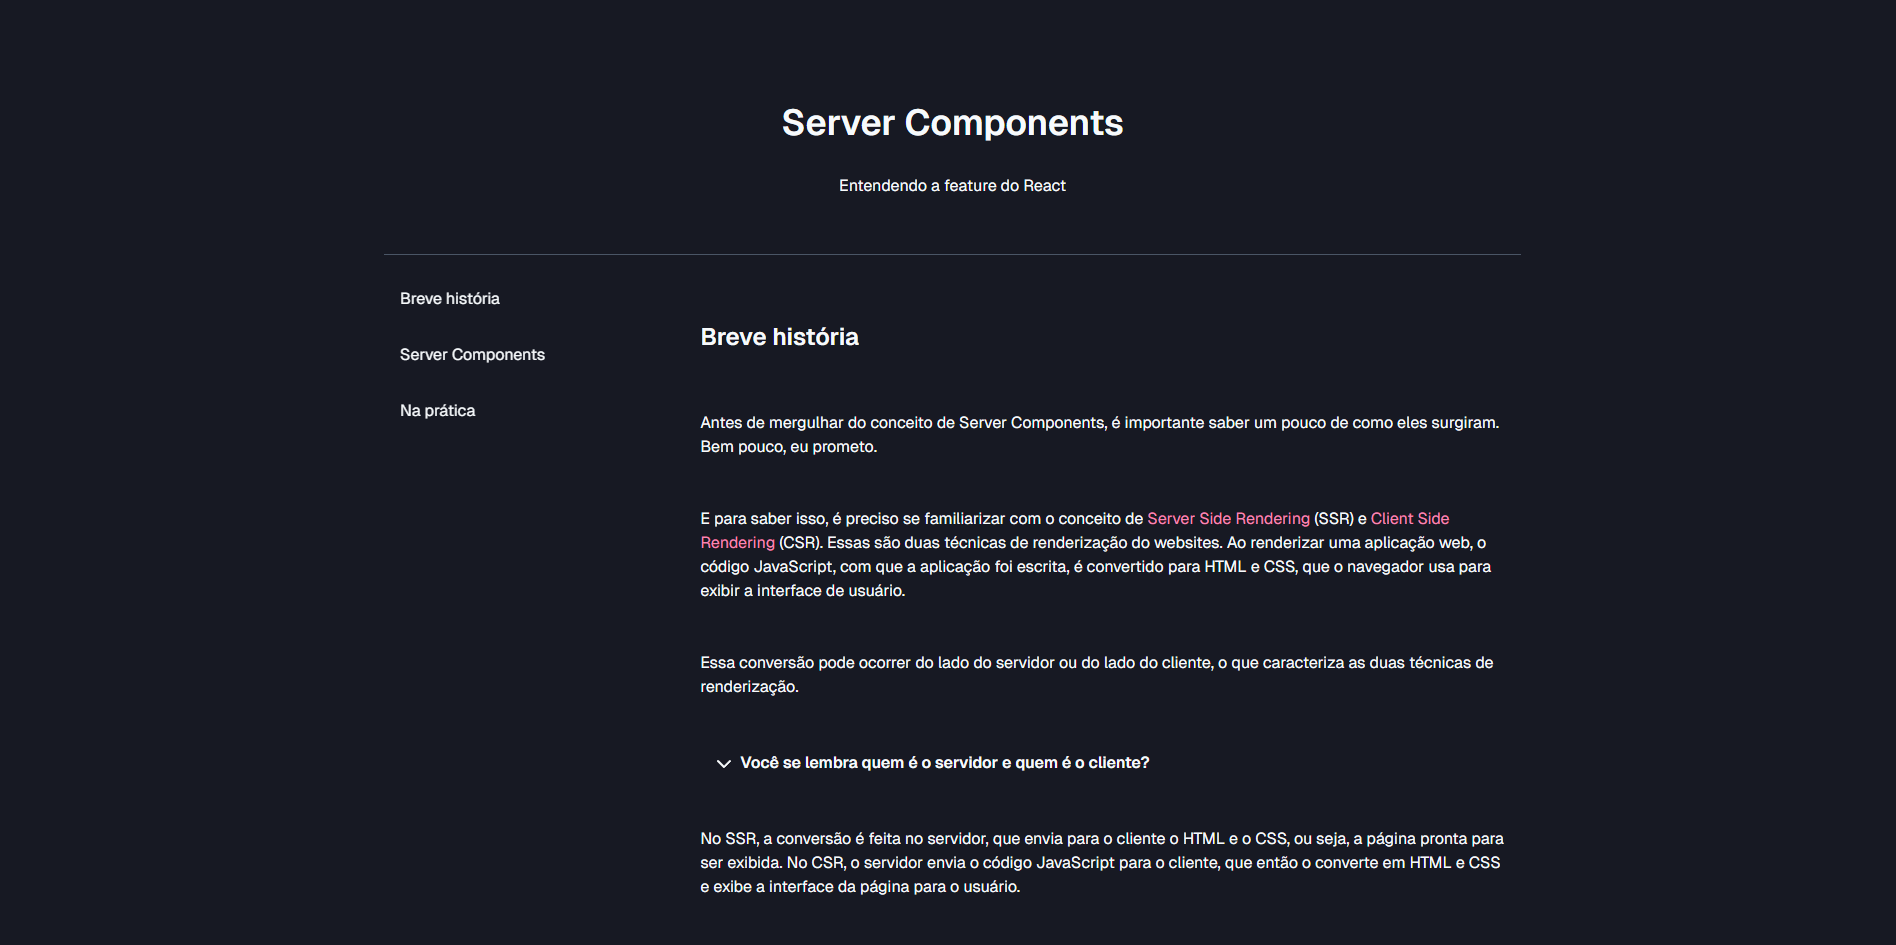 Server Components
Entendendo a feature do React
Breve história
Server Components
Na prática
Breve história
Antes de mergulhar do conceito de Server Components, é importante saber um pouco de como eles surgiram.
Bem pouco, eu prometo.
E para saber isso, é preciso se familiarizar com o conceito de Server Side Rendering (SSR) e Client Side
Rendering (CSR). Essas são duas técnicas de renderização do websites. Ao renderizar uma aplicação web, o
código JavaScript, com que a aplicação foi escrita, é convertido para HTML e CSS, que o navegador usa para
exibir a interface de usuário.
Essa conversão pode ocorrer do lado do servidor ou do lado do cliente, o que caracteriza as duas técnicas de
renderização.
Você se lembra quem é o servidor e quem é o cliente?
No SSR, a conversão é feita no servidor, que envia para o cliente o HTML e o CSS, ou seja, a página pronta para
ser exibida. No CSR, o servidor envia o código JavaScript para o cliente, que então o converte em HTML e CSS
e exibe a interface da página para o usuário.